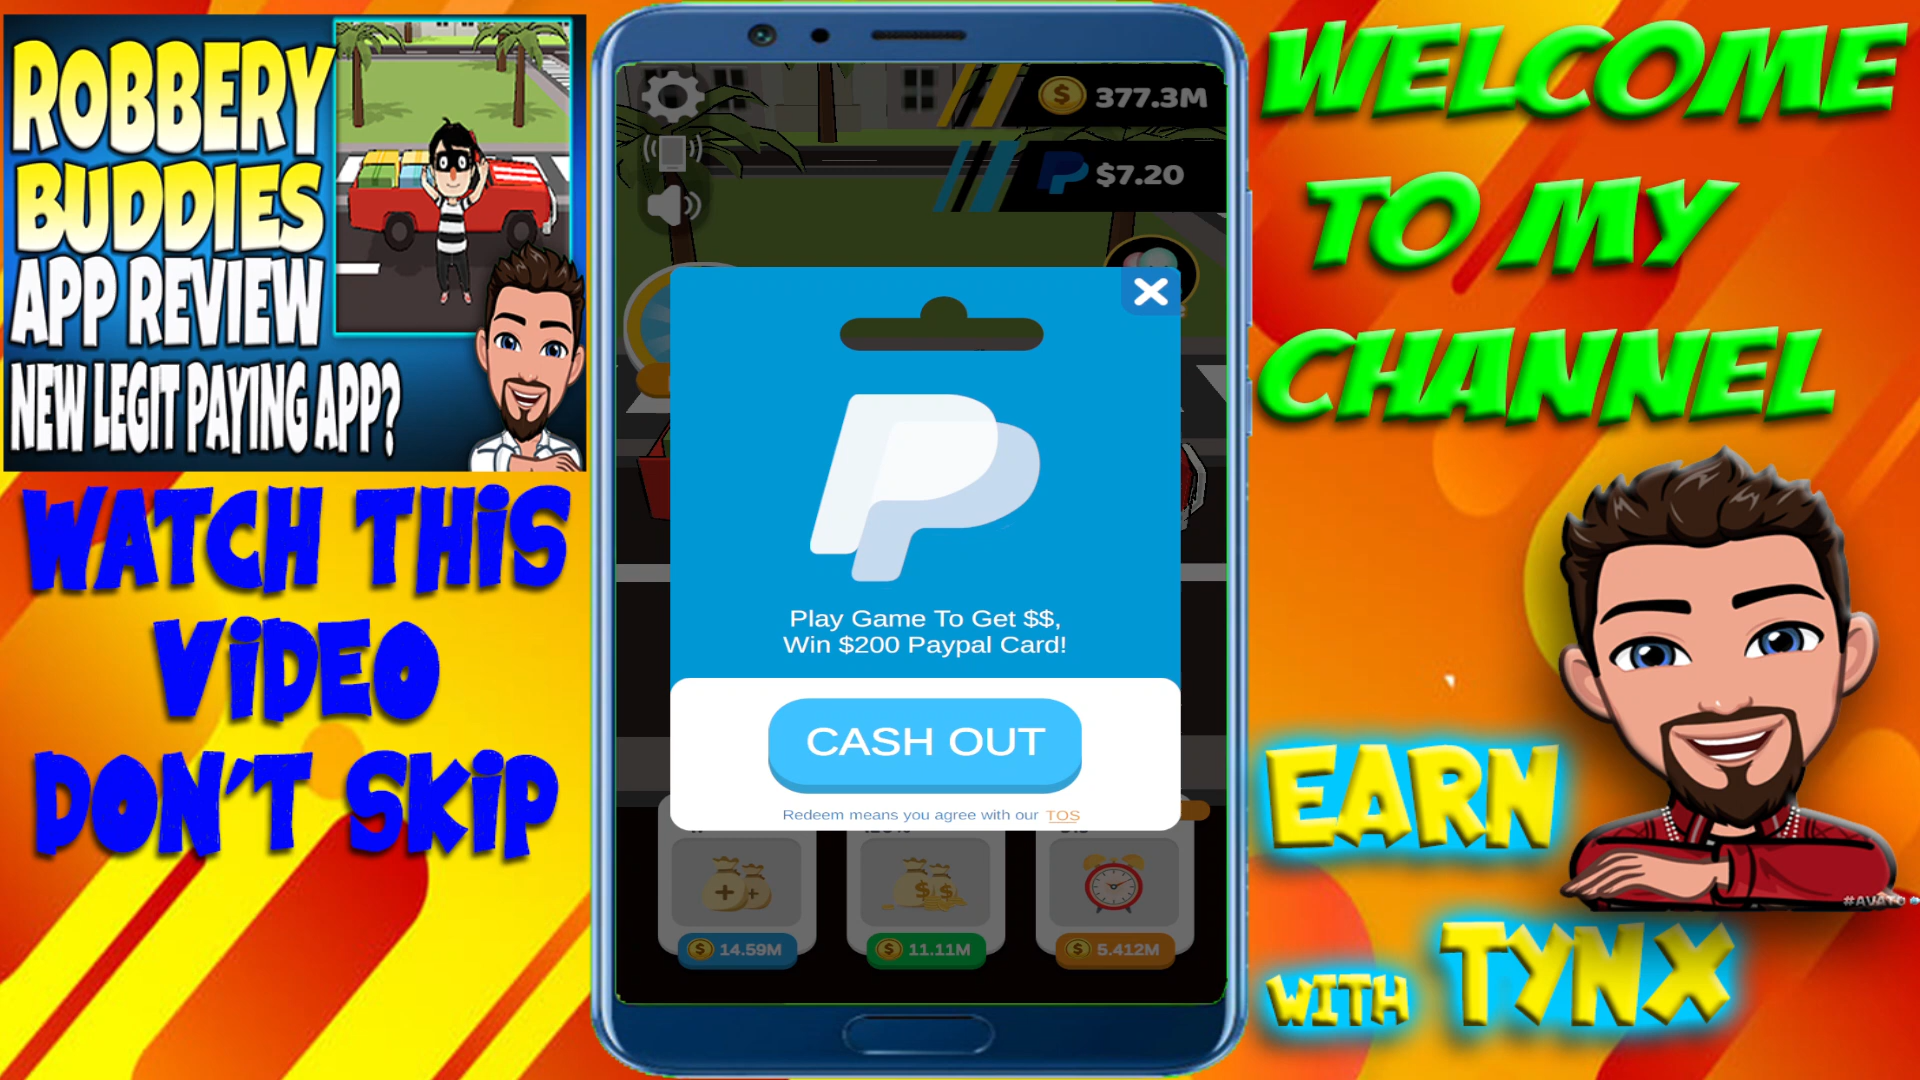 ROBBERY
BUDDIES
APP REVIEW
NEW LEGIT PAYING APP?
WATCH THIS
VIDEO
DON'T SKIP
377.3M
$7.20
Play Game To Get $$,
Win $200 Paypal Card!
CASH OUT
Redeem means you agree with our TOS
14.59M
11.11M
5.412M
WELCOME
TO MY
CHANNEL
EARN
WITH TYNX